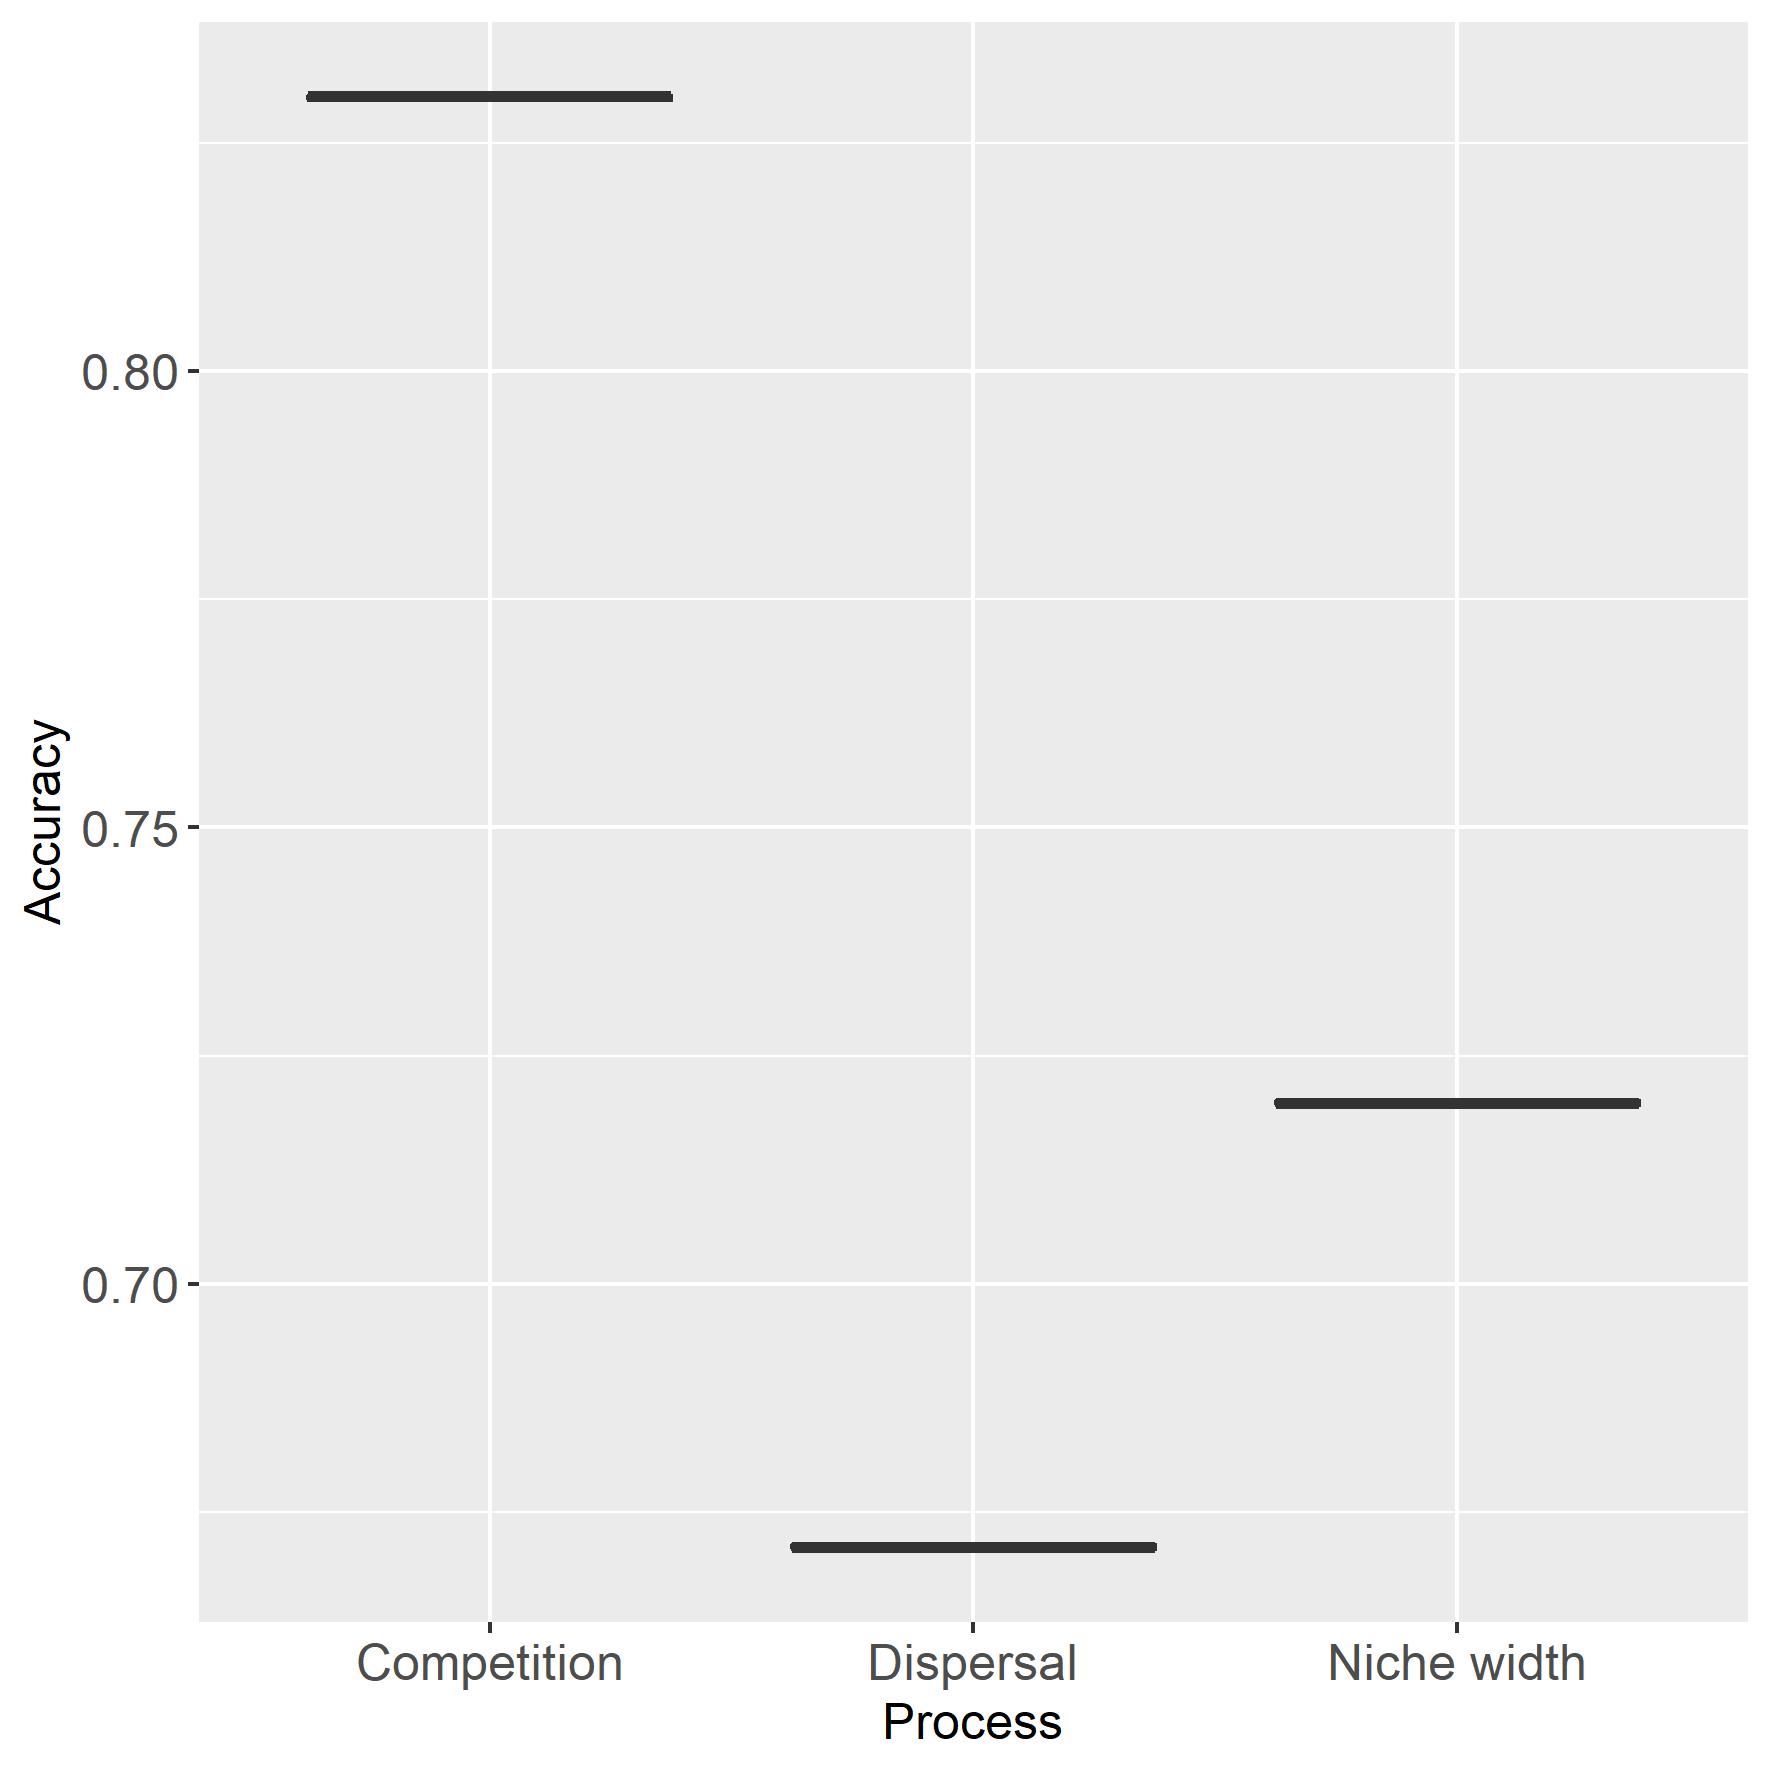 Accuracy
0.80
0.75
0.70
Competition Dispersal Niche width
Process